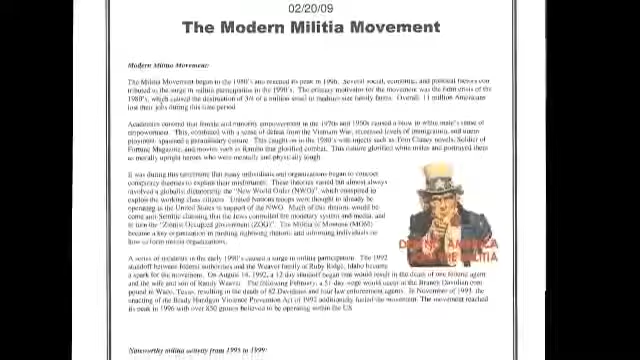 02/20/09
The Modern Militia Movement
Modern Militia Movement:
The Militia Movement began in the 1980's and reached its peak in 1996. Several social, economic, and political factors con
tributed to the surge in militia participation in the 1990's. The primary motivator for the movement was the farm crisis of the
1980's, which caused the destruction of 3/4 of a million small to medium size family farms. Overall 11 million Americans
lost their jobs during this time period.
Academics contend that female and minority empowerment in the 1970s and 1980s caused a blow to white male's sense of
empowerment. This, combined with a sense of defeat from the Vietnam War, increased levels of immigration, and unem
ployment, spawned a paramilitary culture. This caught on in the 1980's with injects such as Tom Clancy novels, Soldier of
Fortune Magazine, and movies such as Rambo that glorified combat. This culture glorified white males and portrayed them
as morally upright heroes who were mentally and physically tough.
It was during this timeframe that many individuals and organizations began to concoct
conspiracy theories to explain their misfortunes. These theories varied but almost always
involved a globalist dictatorship the "New World Order (NWO)", which conspired to
exploit the working class citizens. United Nations troops were thought to already be
operating in the United States in support of the NWO. Much of this rhetoric would be
come anti-Semitic claiming that the Jews controlled the monetary system and media, and
in turn the "Zionist Occupied government (ZOG)". The Militia of Montana (MOM)
became a key organization in pushing rightwing rhetoric and informing individuals on
how to form militia organizations.
DEFEND AMERICA
JOIN THE MILITIA
A series of incidents in the early 1990's caused a surge in militia participation. The 1992
standoff between federal authorities and the Weaver family at Ruby Ridge, Idaho became
a spark for the movement. On August 14, 1992, a 12 day standoff began that would result in the death of one federal agent
and the wife and son of Randy Weaver. The following February, a 51-day siege would occur at the Branch Davidian com
pound in Waco, Texas, resulting in the death of 82 Davidians and four law enforcement agents. In November of 1993, the
enacting of the Brady Handgun Violence Prevention Act of 1992 additionally fueled the movement. The movement reached
its peak in 1996 with over 850 groups believed to be operating within the US.
Noteworthy militia activity from 1995 to 1999: